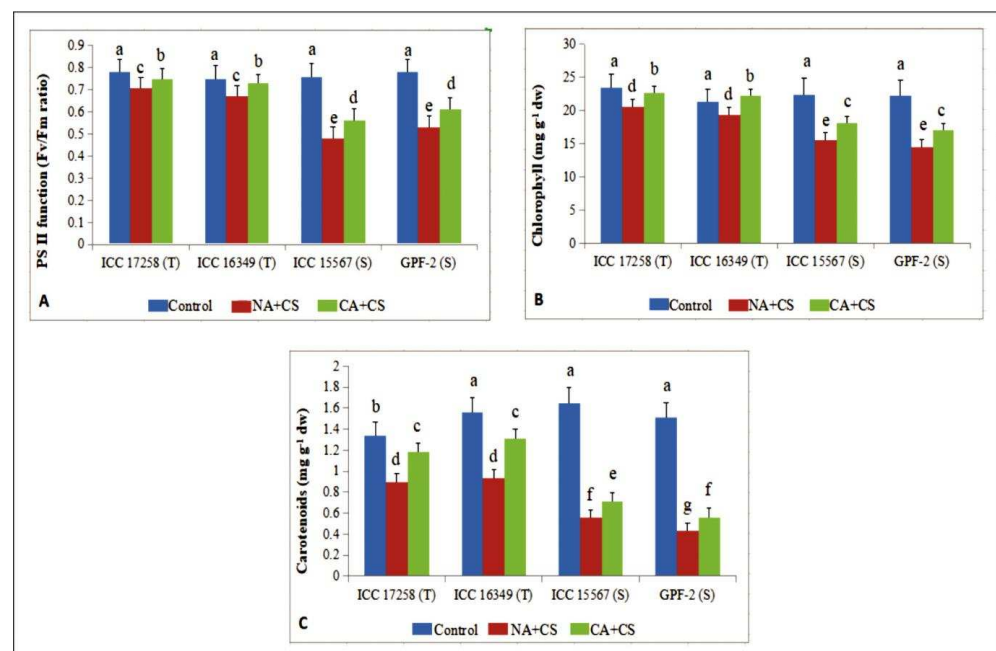 PS II function (Fv/Fm ratio)
0.9
0.8
0.7
0.6
0.5
0.4
0.3
0.2
0.1
0
a
c
b
a
c
b
a
e
d
a
e
d
ICC 17258 (T)
ICC 16349 (T)
ICC 15567 (S)
GPF-2 (S)
A
Control
NA+CS
CA+CS
Chlorophyll (mg g-1 dw)
30
25
20
15
10
5
0
a
d
b
a
d
b
a
e
c
a
e
c
ICC 17258 (T)
ICC 16349 (T)
ICC 15567 (S)
GPF-2 (S)
B
Control
NA+CS
CA+CS
Carotenoids (mg g-1 dw)
2
1.8
1.6
1.4
1.2
1
0.8
0.6
0.4
0.2
0
b
d
c
a
d
c
a
f
e
a
g
f
ICC 17258 (T)
ICC 16349 (T)
ICC 15567 (S)
GPF-2 (S)
C
Control
NA+CS
CA+CS